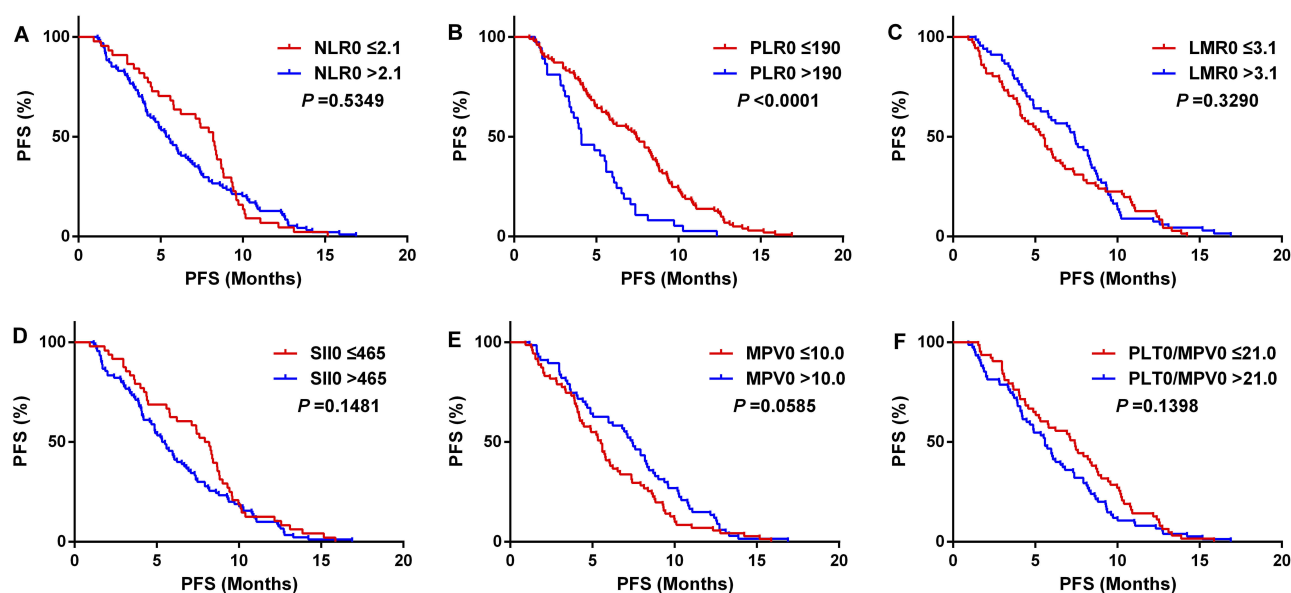 A
100
50
0
0 5 10 15 20
PFS (%)
PFS (Months)
NLR0 ≤2.1
NLR0 >2.1
P =0.5349
B
100
50
0
0 5 10 15 20
PFS (%)
PFS (Months)
PLR0 ≤190
PLR0 >190
P <0.0001
C
100
50
0
0 5 10 15 20
PFS (%)
PFS (Months)
LMR0 ≤3.1
LMR0 >3.1
P =0.3290
D
100
50
0
0 5 10 15 20
PFS (%)
PFS (Months)
SII0 ≤465
SII0 >465
P =0.1481
E
100
50
0
0 5 10 15 20
PFS (%)
PFS (Months)
MPV0 ≤10.0
MPV0 >10.0
P =0.0585
F
100
50
0
0 5 10 15 20
PFS (%)
PFS (Months)
PLT0/MPV0 ≤21.0
PLT0/MPV0 >21.0
P =0.1398